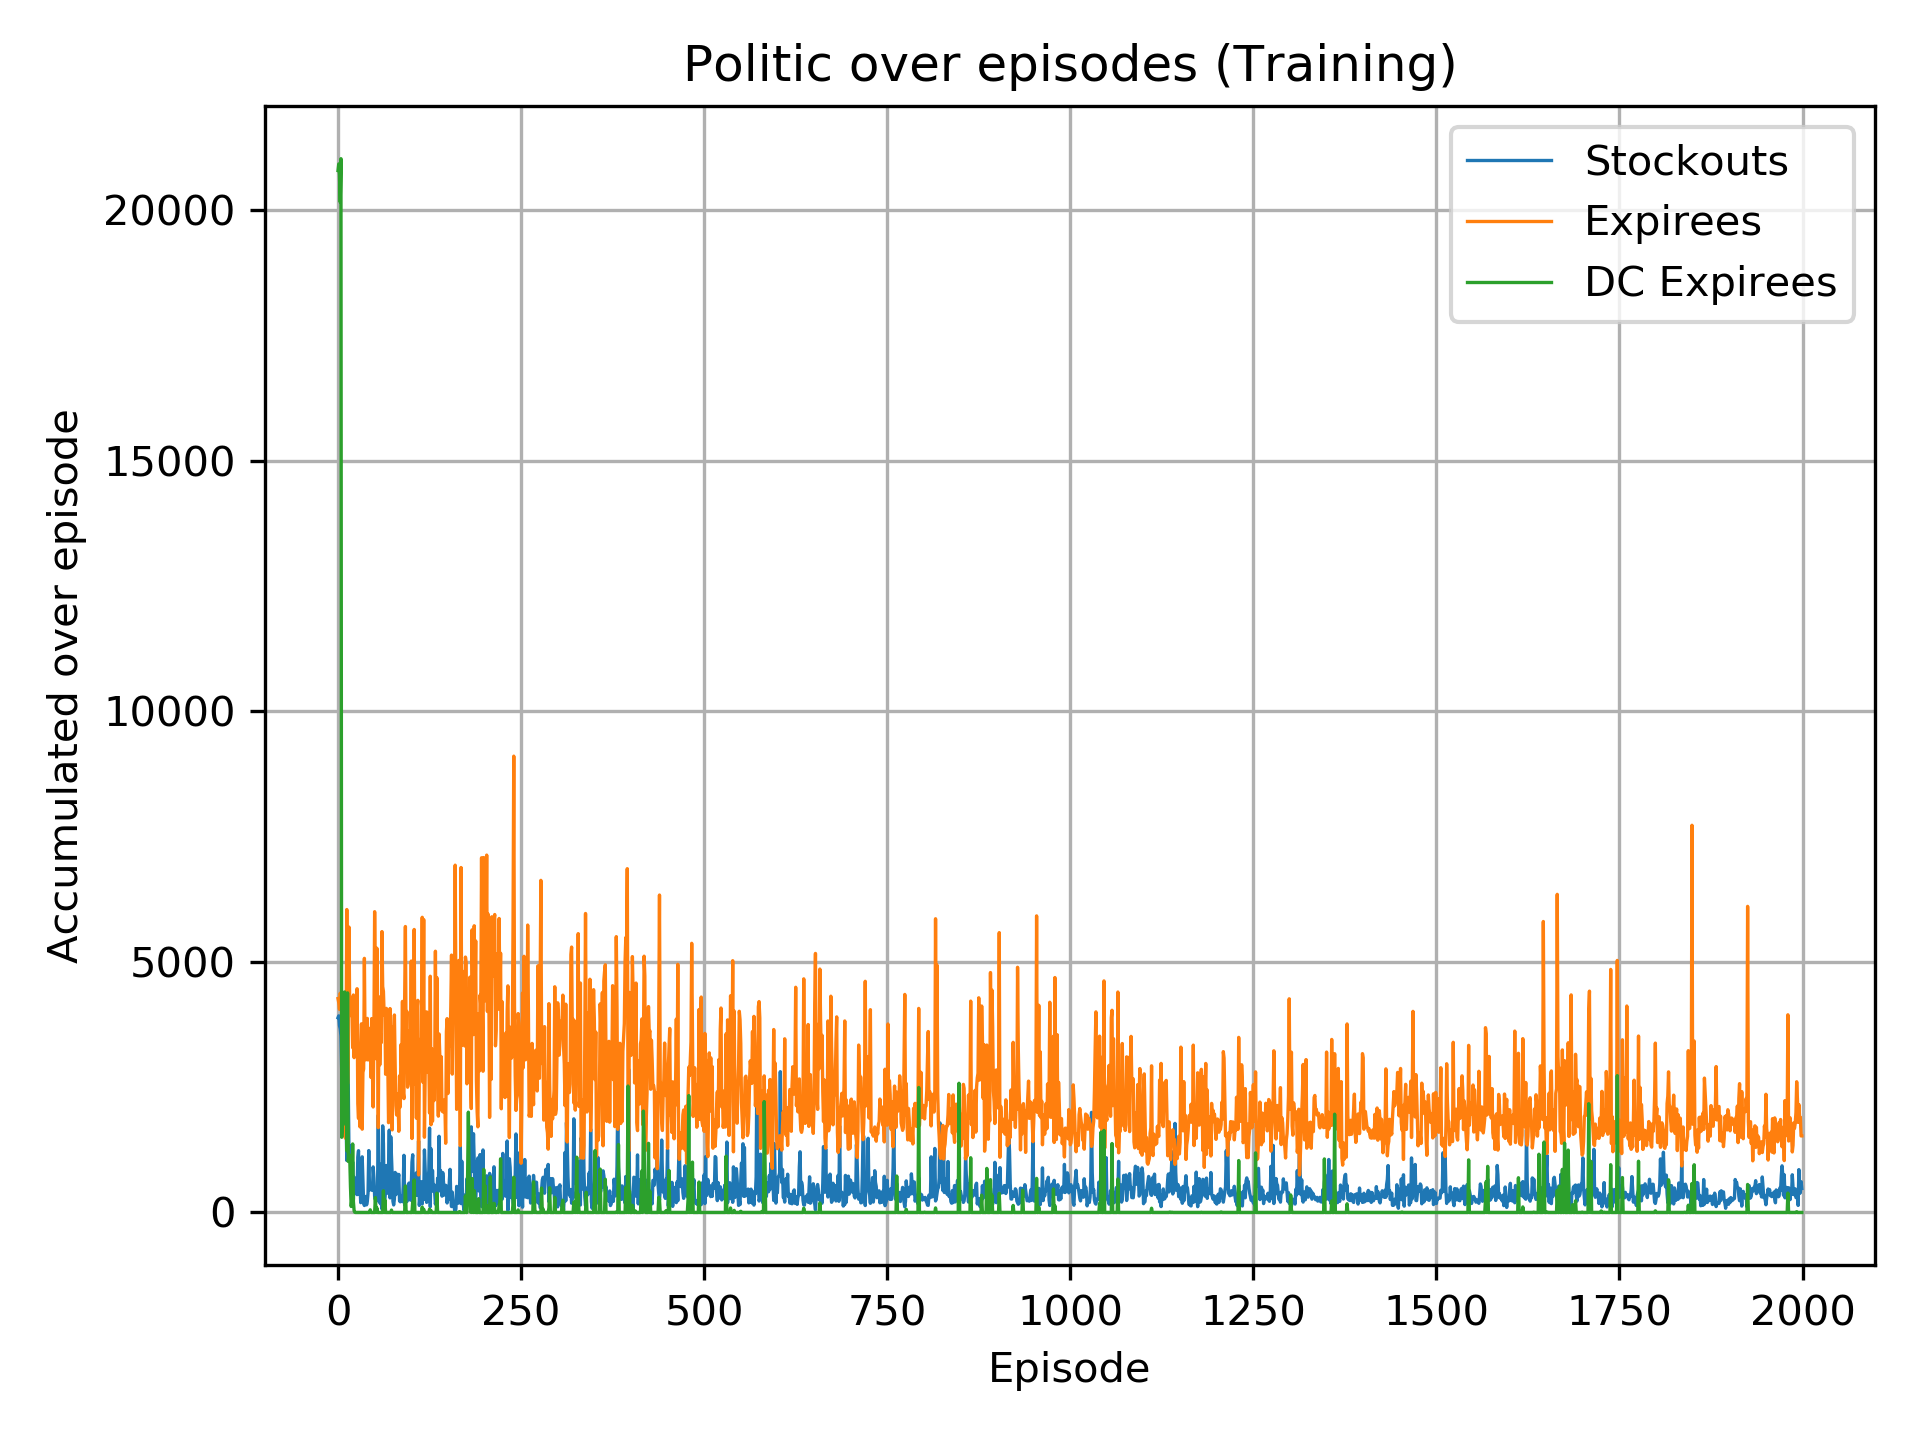 Politic over episodes (Training)
Stockouts
Expirees
DC Expirees
Accumulated over episode
20000
15000
10000
5000
0
0 250 500 750 1000 1250 1500 1750 2000
Episode